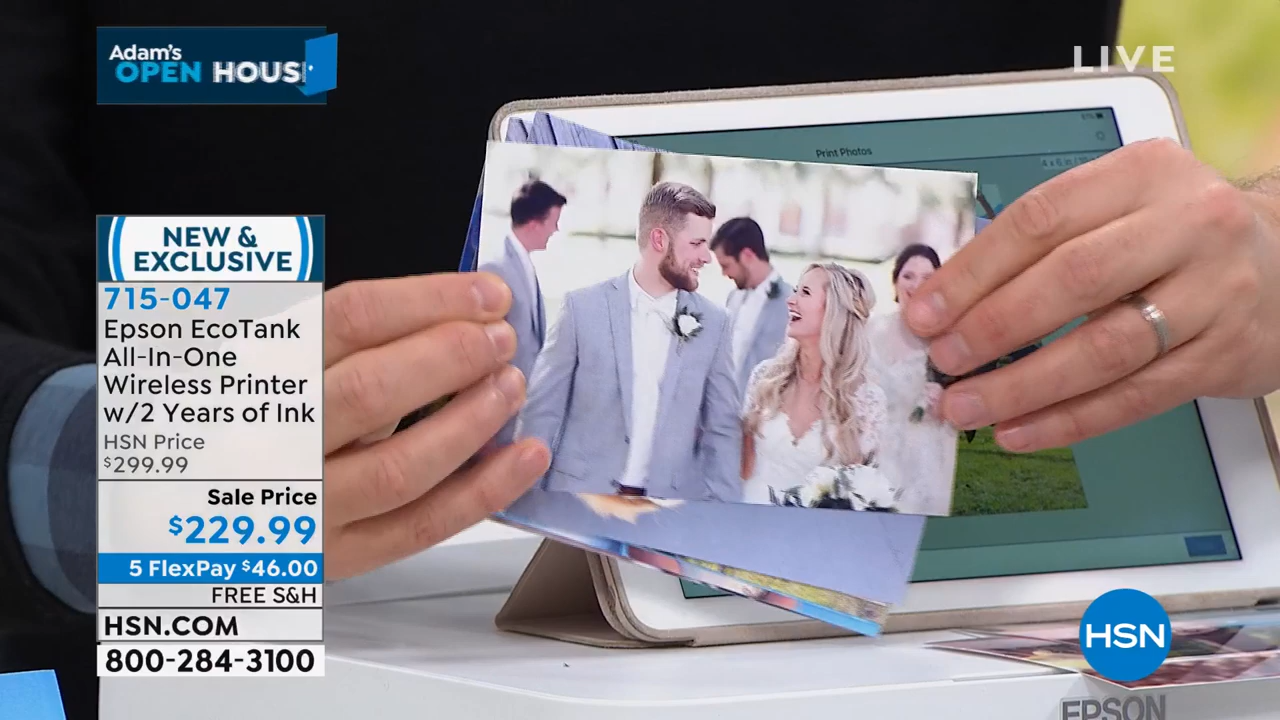 Adam's
OPEN HOUS
LIVE
Print Photos
NEW &
EXCLUSIVE
715-047
Epson EcoTank
All-In-One
Wireless Printer
w/2 Years of Ink
HSN Price
$299.99
Sale Price
$229.99
5 FlexPay $46.00
FREE S&H
HSN.COM
800-284-3100
HSN
EPSON